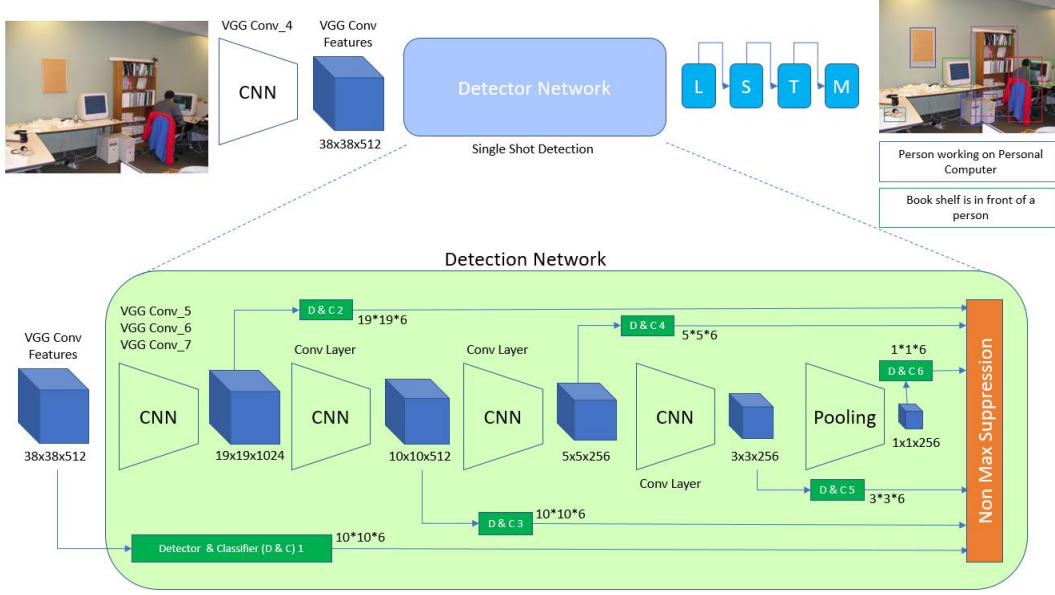 VGG Conv_4
CNN
VGG Conv
Features
38x38x512
Detector Network
Single Shot Detection
L
S
T
M
Person working on Personal
Computer
Book shelf is in front of a
person
Detection Network
VGG Conv
Features
38x38x512
VGG Conv_5
VGG Conv_6
VGG Conv_7
CNN
19x19x1024
D & C 2
19*19*6
Conv Layer
CNN
10x10x512
D & C 3
10*10*6
Conv Layer
CNN
5x5x256
D & C 4
5*5*6
CNN
Conv Layer
3x3x256
D & C 5
3*3*6
Pooling
1*1*6
D & C 6
1x1x256
Detector & Classifier (D & C) 1
10*10*6
Non Max Suppression